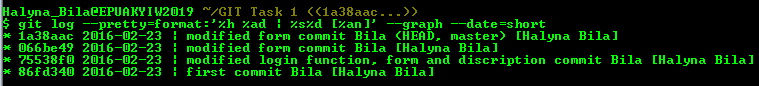 Halyna_Bila@EPUAKYIW2019 ~/GIT Task 1 ((1a38aac...))
$ git log --pretty=format:'%h %ad | %s%d [%an]' --graph --date=short
* 1a38aac 2016-02-23 | modified form commit Bila (HEAD, master) [Halyna Bila]
* 066be49 2016-02-23 | modified form commit Bila [Halyna Bila]
* 75538f0 2016-02-23 | modified login function, form and discription commit Bila [Halyna Bila]
* 86fd340 2016-02-23 | first commit Bila [Halyna Bila]